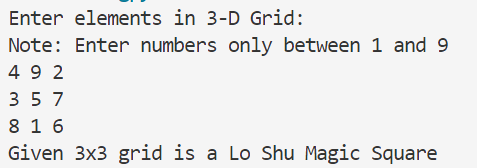 Enter elements in 3-D Grid:
Note: Enter numbers only between 1 and 9
4 9 2
3 5 7
8 1 6
Given 3x3 grid is a Lo Shu Magic Square